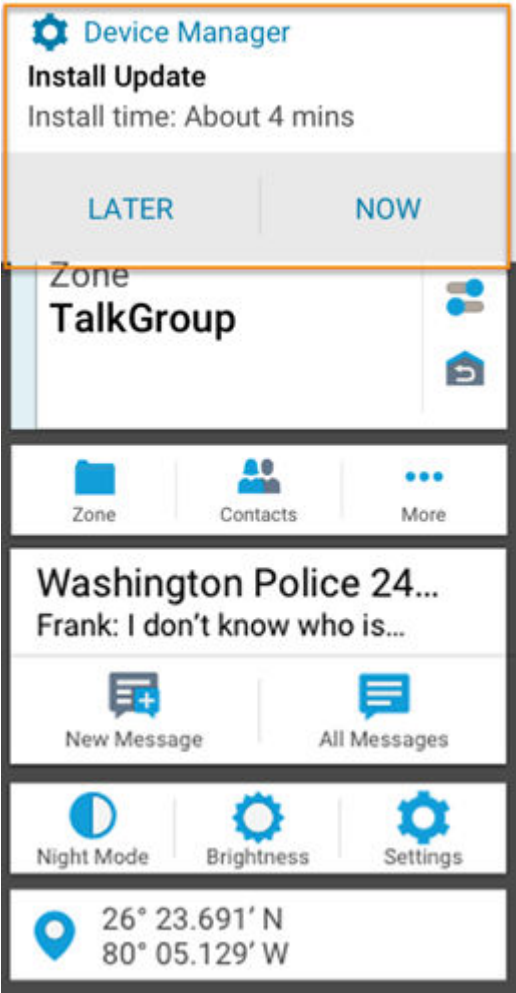 Device Manager
Install Update
Install time: About 4 mins
LATER NOW
Zone
TalkGroup
Zone Contacts More
Washington Police 24...
Frank: I don't know who is...
New Message All Messages
Night Mode Brightness Settings
26° 23.691' N
80° 05.129' W